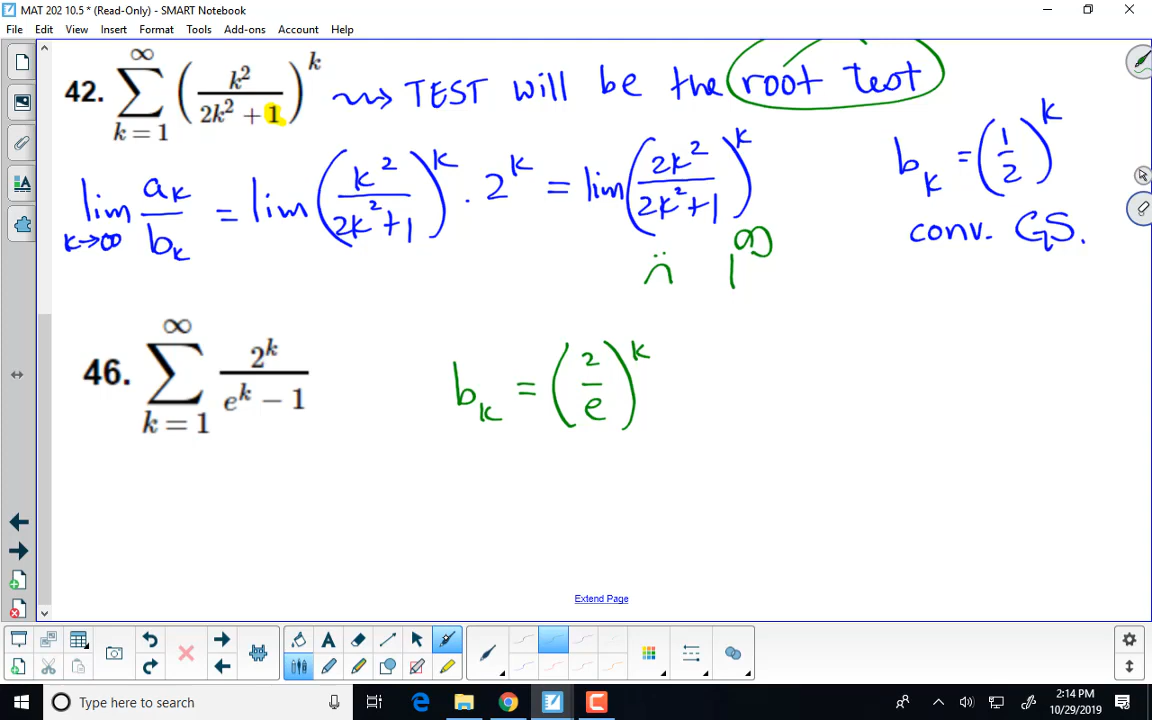 MAT 202 10.5 * (Read-Only) - SMART Notebook
File Edit View Insert Format Tools Add-ons Account Help
42. ∑_{k=1}^{∞} (k²/(2k² + 1))^k ⇝ TEST will be the root test
lim_{k→∞} a_k/b_k = lim (k²/(2k²+1))^k · 2^k = lim (2k²/(2k²+1))^k
b_k = (1/2)^k
conv. GS.
1^∞
46. ∑_{k=1}^{∞} 2^k/(e^k − 1)
b_k = (2/e)^k
Extend Page
A
Type here to search
2:14 PM
10/29/2019